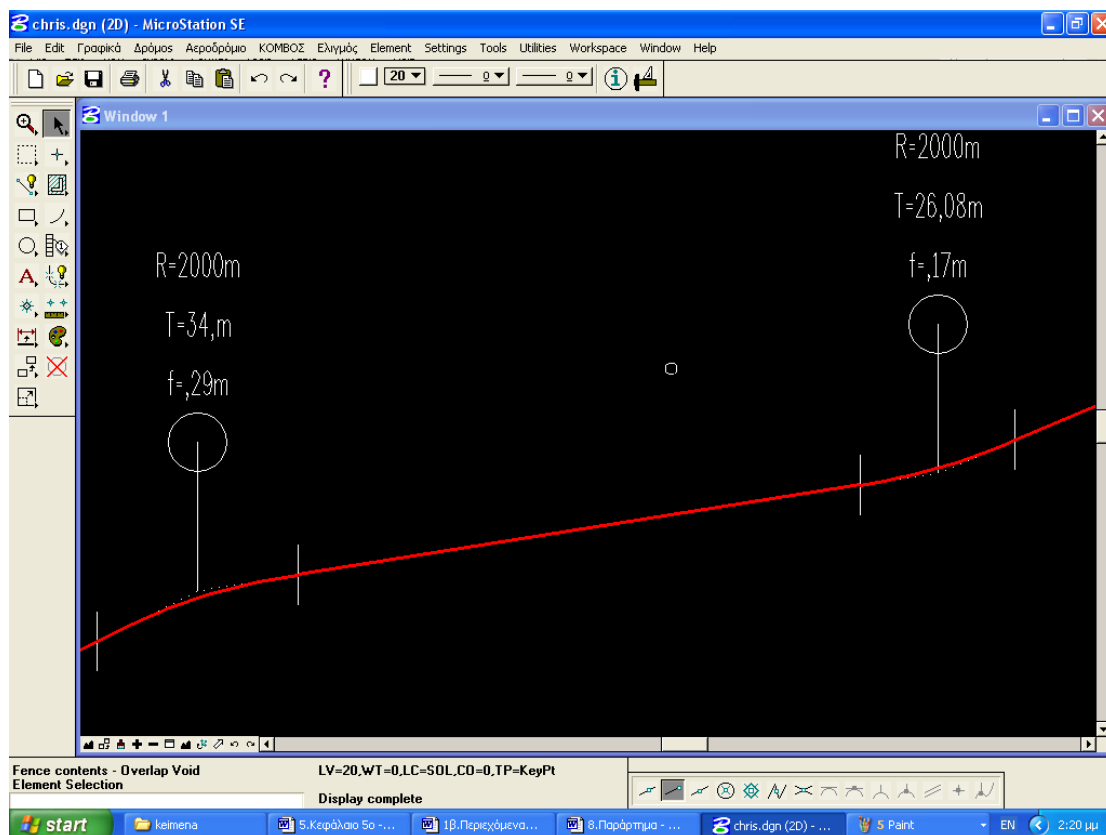 chris.dgn (2D) - MicroStation SE
File Edit Γραφικά Δρόμος Αεροδρόμιο ΚΟΜΒΟΣ Ελιγμός Element Settings Tools Utilities Workspace Window Help
20 0 0
Window 1
R=2000m
T=26,08m
f=,17m
R=2000m
T=34,m
f=,29m
Fence contents - Overlap Void
Element Selection
LV=20,WT=0,LC=SOL,CO=0,TP=KeyPt
Display complete
start
keimena
5.Κεφάλαιο 5ο -...
1β.Περιεχόμενα...
8.Παράρτημα - ...
chris.dgn (2D) - ...
5 Paint
EN
2:20 μμ